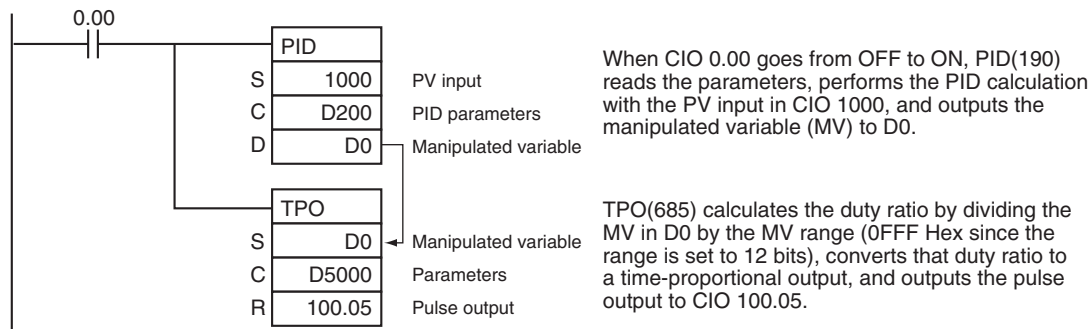 0.00
PID
S 1000 PV input
C D200 PID parameters
D D0 Manipulated variable
When CIO 0.00 goes from OFF to ON, PID(190)
reads the parameters, performs the PID calculation
with the PV input in CIO 1000, and outputs the
manipulated variable (MV) to D0.
TPO
S D0 Manipulated variable
C D5000 Parameters
R 100.05 Pulse output
TPO(685) calculates the duty ratio by dividing the
MV in D0 by the MV range (0FFF Hex since the
range is set to 12 bits), converts that duty ratio to
a time-proportional output, and outputs the pulse
output to CIO 100.05.